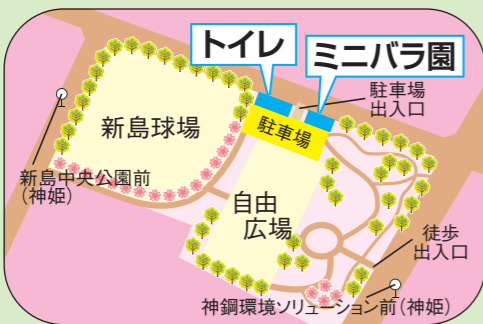 トイレ
ミニバラ園
駐車場
出入口
駐車場
新島球場
新島中央公園前
(神姫)
自由
広場
徒歩
出入口
神鋼環境ソリューション前(神姫)